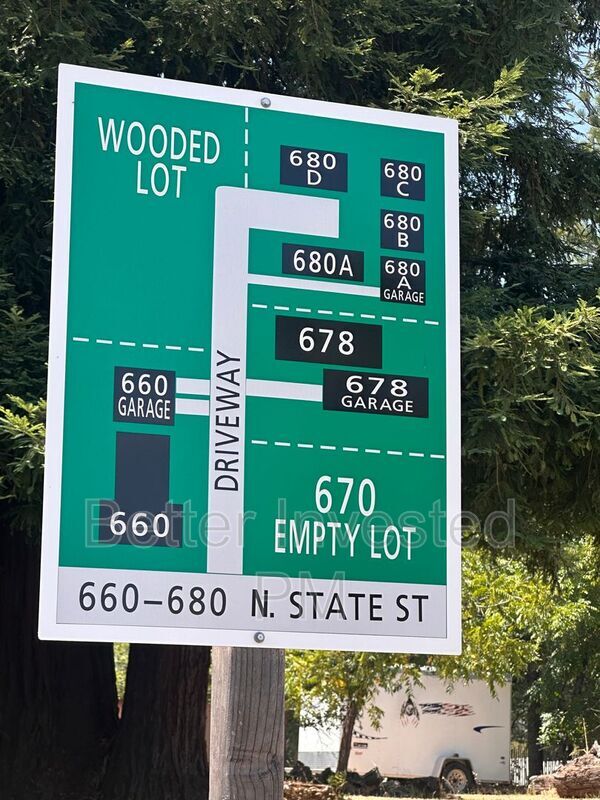 WOODED
LOT
680
D
680
C
680
B
680A
680
A
GARAGE
678
660
GARAGE
678
GARAGE
DRIVEWAY
660
670
EMPTY LOT
660–680 N. STATE ST
Botter Invested
PM